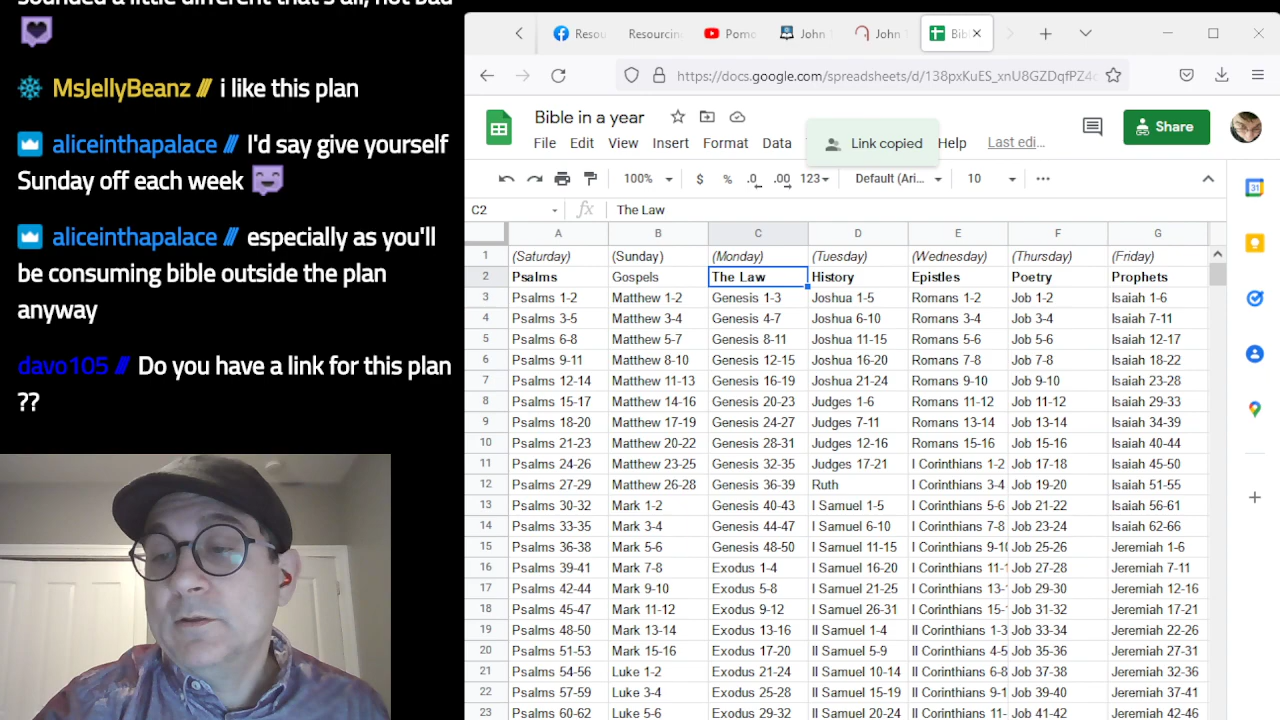 sounded a little different that's all, not bad
MsJellyBeanz /// i like this plan
aliceinthapalace // I'd say give yourself
Sunday off each week
aliceinthapalace // especially as you'll
be consuming bible outside the plan
anyway
davo105 // Do you have a link for this plan
??
Resou Resourcing Pomo John John Bib
https://docs.google.com/spreadsheets/d/138pxKuES_xnU8GZDqfPZ4
Bible in a year
File Edit View Insert Format Data Link copied Help Last edi...
Share
100% $ % .0 .00 123 Default (Ari... 10
C2 fx The Law
A B C D E F G
1 (Saturday) (Sunday) (Monday) (Tuesday) (Wednesday) (Thursday) (Friday)
2 Psalms Gospels The Law History Epistles Poetry Prophets
3 Psalms 1-2 Matthew 1-2 Genesis 1-3 Joshua 1-5 Romans 1-2 Job 1-2 Isaiah 1-6
4 Psalms 3-5 Matthew 3-4 Genesis 4-7 Joshua 6-10 Romans 3-4 Job 3-4 Isaiah 7-11
5 Psalms 6-8 Matthew 5-7 Genesis 8-11 Joshua 11-15 Romans 5-6 Job 5-6 Isaiah 12-17
6 Psalms 9-11 Matthew 8-10 Genesis 12-15 Joshua 16-20 Romans 7-8 Job 7-8 Isaiah 18-22
7 Psalms 12-14 Matthew 11-13 Genesis 16-19 Joshua 21-24 Romans 9-10 Job 9-10 Isaiah 23-28
8 Psalms 15-17 Matthew 14-16 Genesis 20-23 Judges 1-6 Romans 11-12 Job 11-12 Isaiah 29-33
9 Psalms 18-20 Matthew 17-19 Genesis 24-27 Judges 7-11 Romans 13-14 Job 13-14 Isaiah 34-39
10 Psalms 21-23 Matthew 20-22 Genesis 28-31 Judges 12-16 Romans 15-16 Job 15-16 Isaiah 40-44
11 Psalms 24-26 Matthew 23-25 Genesis 32-35 Judges 17-21 I Corinthians 1-2 Job 17-18 Isaiah 45-50
12 Psalms 27-29 Matthew 26-28 Genesis 36-39 Ruth I Corinthians 3-4 Job 19-20 Isaiah 51-55
13 Psalms 30-32 Mark 1-2 Genesis 40-43 I Samuel 1-5 I Corinthians 5-6 Job 21-22 Isaiah 56-61
14 Psalms 33-35 Mark 3-4 Genesis 44-47 I Samuel 6-10 I Corinthians 7-8 Job 23-24 Isaiah 62-66
15 Psalms 36-38 Mark 5-6 Genesis 48-50 I Samuel 11-15 I Corinthians 9-10 Job 25-26 Jeremiah 1-6
16 Psalms 39-41 Mark 7-8 Exodus 1-4 I Samuel 16-20 I Corinthians 11- Job 27-28 Jeremiah 7-11
17 Psalms 42-44 Mark 9-10 Exodus 5-8 I Samuel 21-25 I Corinthians 13- Job 29-30 Jeremiah 12-16
18 Psalms 45-47 Mark 11-12 Exodus 9-12 I Samuel 26-31 I Corinthians 15- Job 31-32 Jeremiah 17-21
19 Psalms 48-50 Mark 13-14 Exodus 13-16 II Samuel 1-4 II Corinthians 1-3 Job 33-34 Jeremiah 22-26
20 Psalms 51-53 Mark 15-16 Exodus 17-20 II Samuel 5-9 II Corinthians 4-5 Job 35-36 Jeremiah 27-31
21 Psalms 54-56 Luke 1-2 Exodus 21-24 II Samuel 10-14 II Corinthians 6-8 Job 37-38 Jeremiah 32-36
22 Psalms 57-59 Luke 3-4 Exodus 25-28 II Samuel 15-19 II Corinthians 9-1 Job 39-40 Jeremiah 37-41
23 Psalms 60-62 Luke 5-6 Exodus 29-32 II Samuel 20-24 II Corinthians 11- Job 41-42 Jeremiah 42-46
31